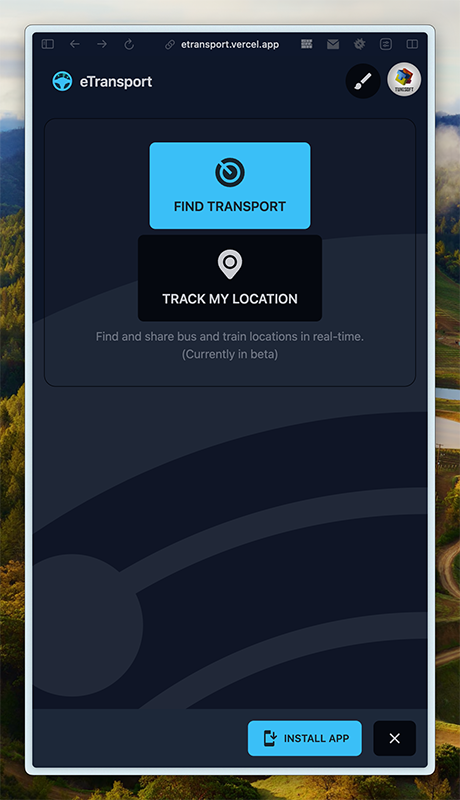 etransport.vercel.app
eTransport
TUNISOFT
FIND TRANSPORT
TRACK MY LOCATION
Find and share bus and train locations in real-time.
(Currently in beta)
INSTALL APP